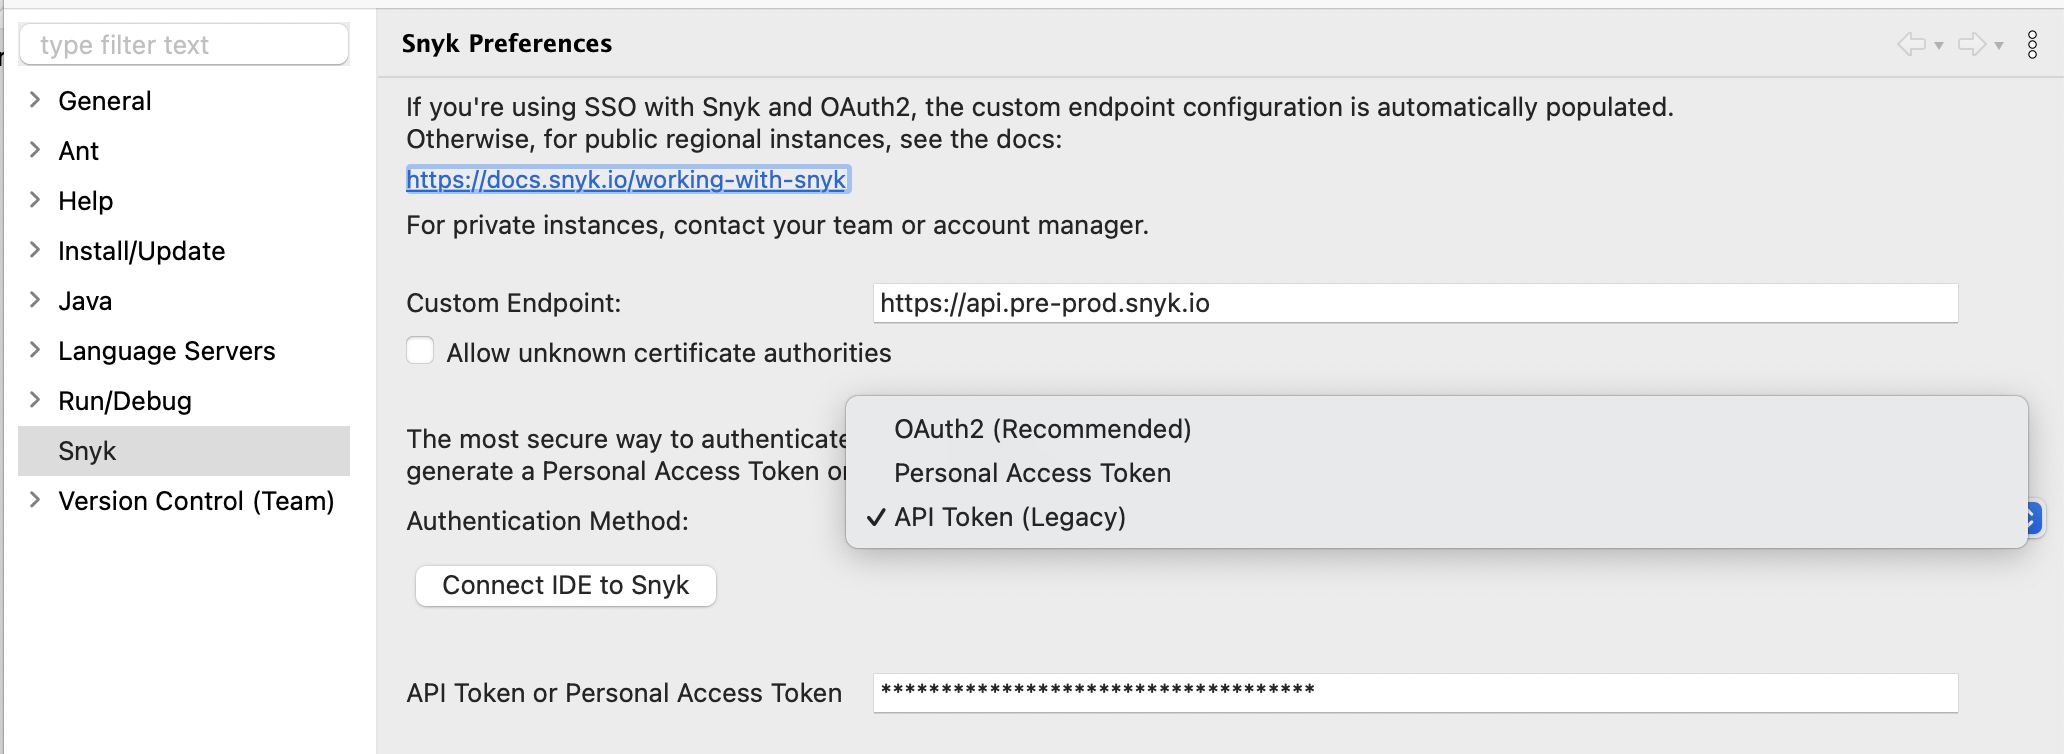 type filter text
General
Ant
Help
Install/Update
Java
Language Servers
Run/Debug
Snyk
Version Control (Team)
Snyk Preferences
If you're using SSO with Snyk and OAuth2, the custom endpoint configuration is automatically populated.
Otherwise, for public regional instances, see the docs:
https://docs.snyk.io/working-with-snyk
For private instances, contact your team or account manager.
Custom Endpoint: https://api.pre-prod.snyk.io
Allow unknown certificate authorities
The most secure way to authenticate
generate a Personal Access Token or
Authentication Method:
OAuth2 (Recommended)
Personal Access Token
✓ API Token (Legacy)
Connect IDE to Snyk
API Token or Personal Access Token ************************************